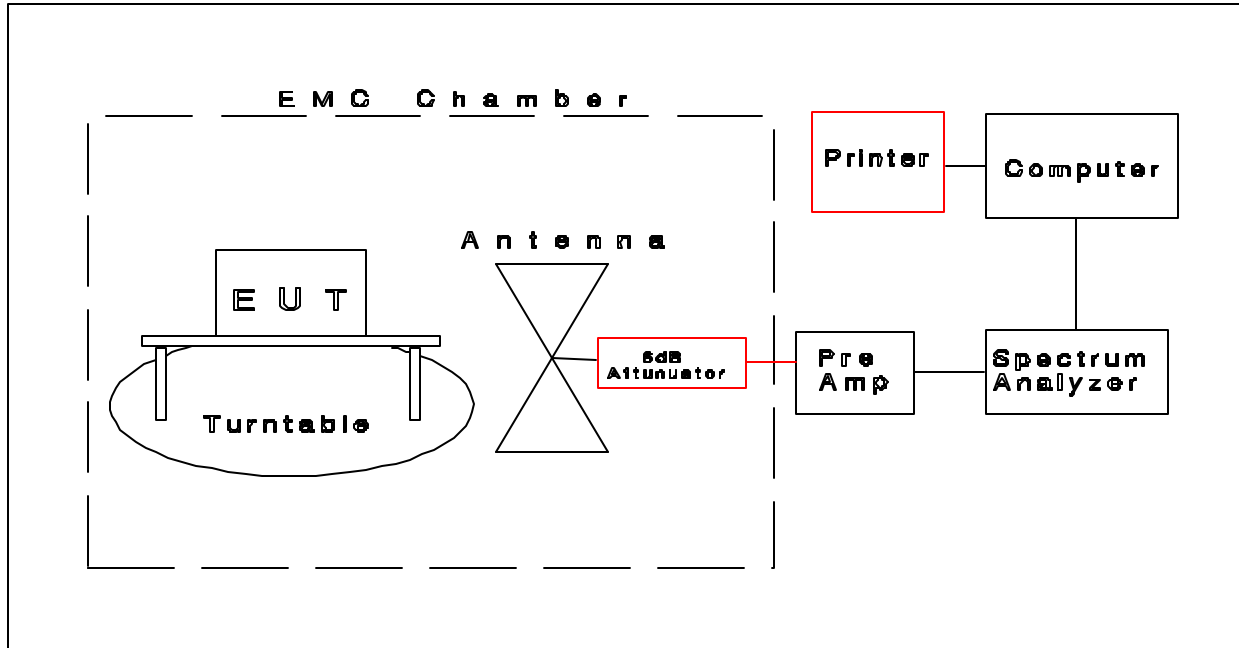 EMC Chamber
Printer
Computer
Antenna
EUT
6dB
Attunuator
Pre
Amp
Spectrum
Analyzer
Turntable